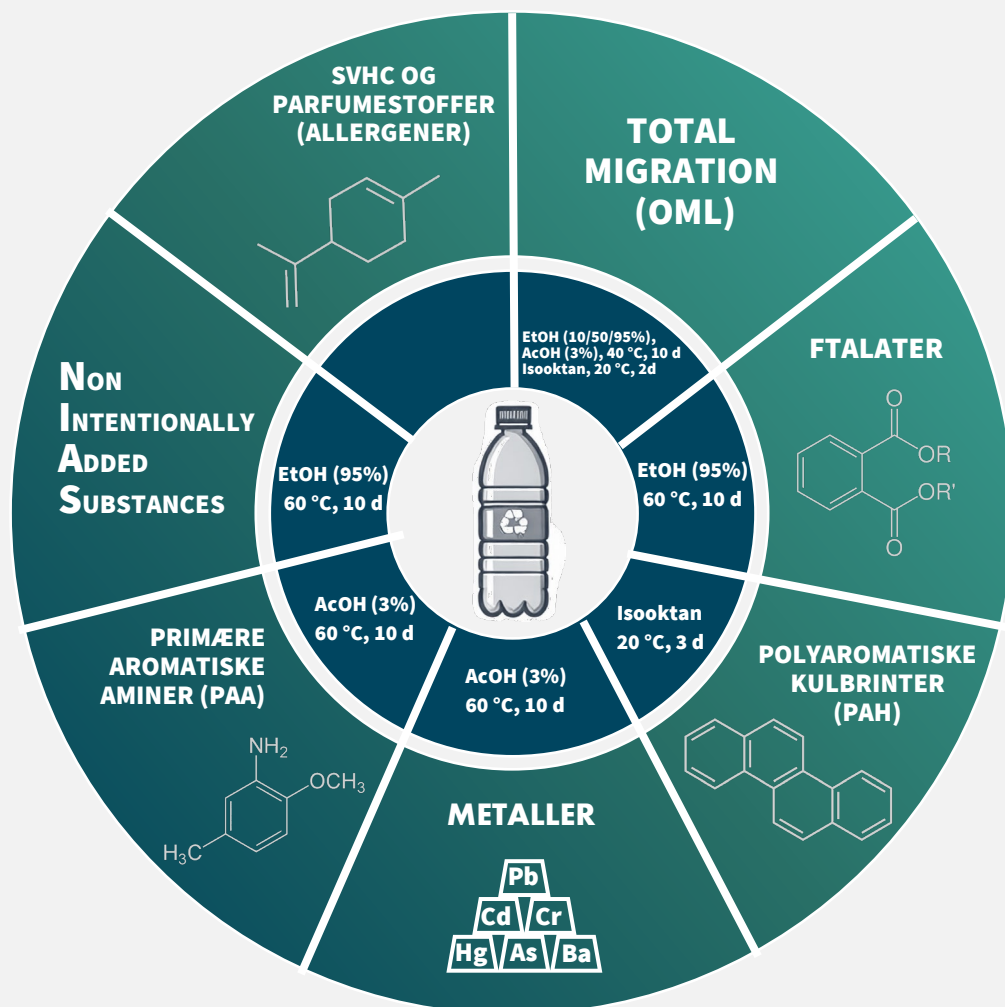 SVHC OG
PARFUMESTOFFER
(ALLERGENER)
TOTAL
MIGRATION
(OML)
EtOH (10/50/95%),
AcOH (3%), 40 °C, 10 d
Isooktan, 20 °C, 2d
FTALATER
O
OR
OR'
O
EtOH (95%)
60 °C, 10 d
POLYAROMATISKE
KULBRINTER
(PAH)
Isooktan
20 °C, 3 d
METALLER
Pb
Cd Cr
Hg As Ba
AcOH (3%)
60 °C, 10 d
PRIMÆRE
AROMATISKE
AMINER (PAA)
NH2
OCH3
H3C
AcOH (3%)
60 °C, 10 d
NON
INTENTIONALLY
ADDED
SUBSTANCES
EtOH (95%)
60 °C, 10 d